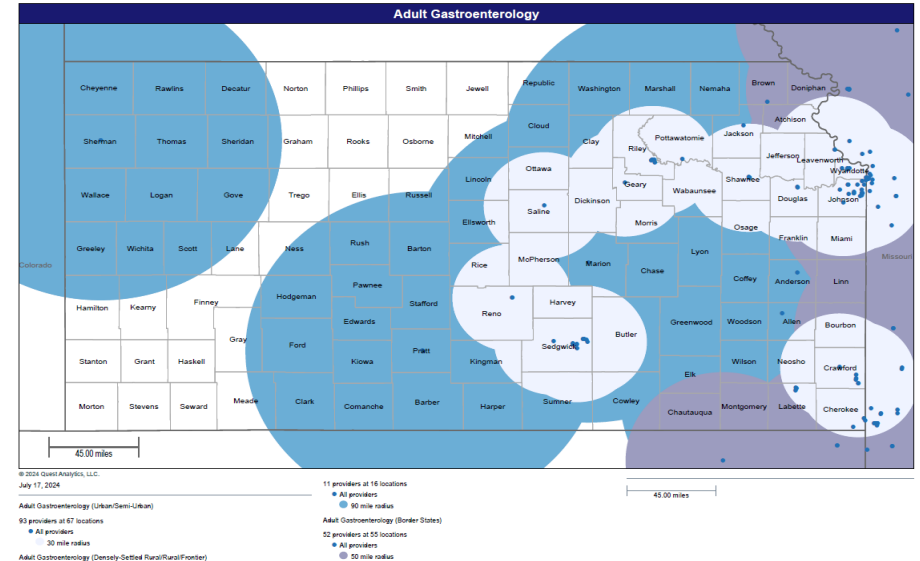 Adult Gastroenterology
Cheyenne Rawlins Decatur Norton Phillips Smith Jewell Republic Washington Marshall Nemaha Brown Doniphan
Atchison
Sherman Thomas Sheridan Graham Rooks Osborne Mitchell Cloud Clay Riley Pottawatomie Jackson Jefferson Leavenworth
Wyandotte
Wallace Logan Gove Trego Ellis Russell Lincoln Ottawa Saline Dickinson Geary Wabaunsee Shawnee Douglas Johnson
Ellsworth Morris Osage Franklin Miami
Colorado Greeley Wichita Scott Lane Ness Rush Barton Rice McPherson Marion Chase Lyon Coffey Anderson Linn Missouri
Hamilton Kearny Finney Hodgeman Pawnee Stafford Reno Harvey
Gray Ford Edwards Sedgwick Butler Greenwood Woodson Allen Bourbon
Stanton Grant Haskell Kiowa Pratt Kingman Elk Wilson Neosho Crawford
Morton Stevens Seward Meade Clark Comanche Barber Harper Sumner Cowley Chautauqua Montgomery Labette Cherokee
45.00 miles
© 2024 Quest Analytics, LLC.
July 17, 2024
Adult Gastroenterology (Urban/Semi-Urban)
93 providers at 67 locations
All providers
30 mile radius
Adult Gastroenterology (Densely-Settled Rural/Rural/Frontier)
11 providers at 16 locations
All providers
90 mile radius
Adult Gastroenterology (Border States)
52 providers at 55 locations
All providers
50 mile radius
45.00 miles